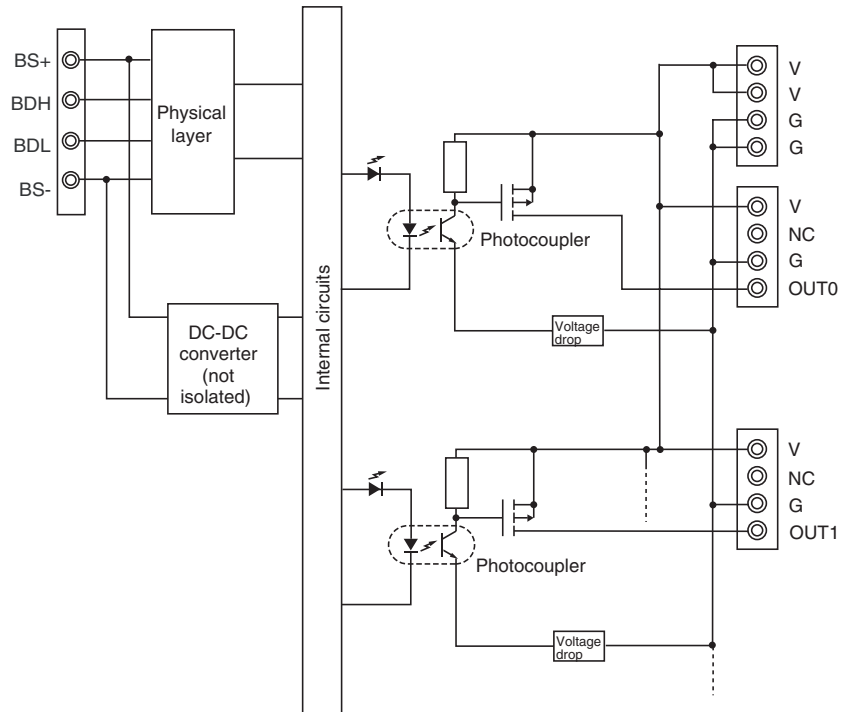 BS+
BDH
BDL
BS-
Physical
layer
DC-DC
converter
(not
isolated)
Internal circuits
Photocoupler
Voltage
drop
V
V
G
G
V
NC
G
OUT0
Photocoupler
Voltage
drop
V
NC
G
OUT1